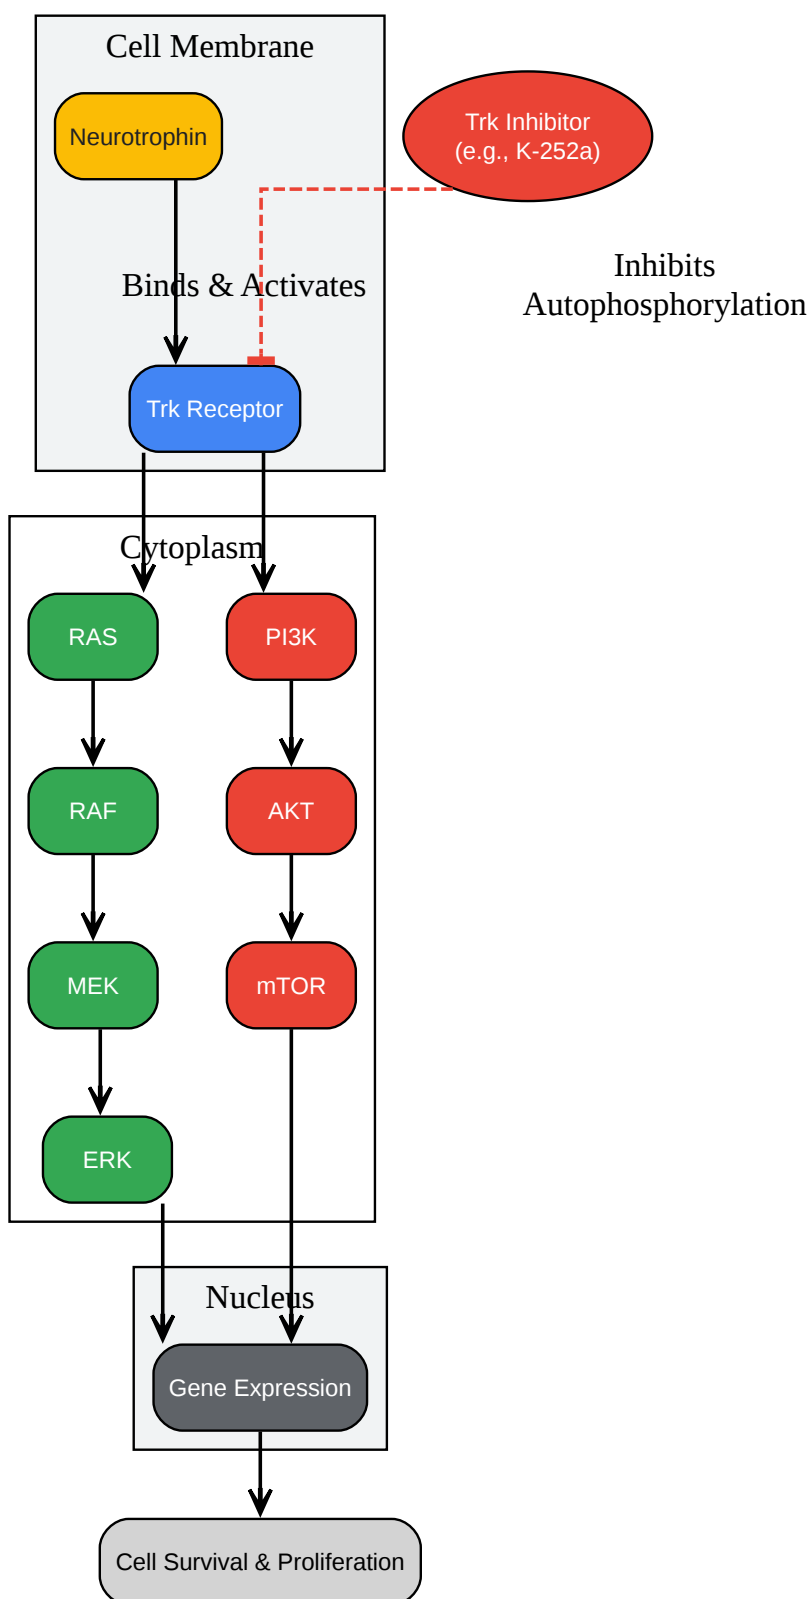 Cell Membrane
Neurotrophin
Trk Inhibitor
(e.g., K-252a)
Binds & Activates
Inhibits
Autophosphorylation
Trk Receptor
Cytoplasm
RAS
PI3K
RAF
AKT
MEK
mTOR
ERK
Nucleus
Gene Expression
Cell Survival & Proliferation